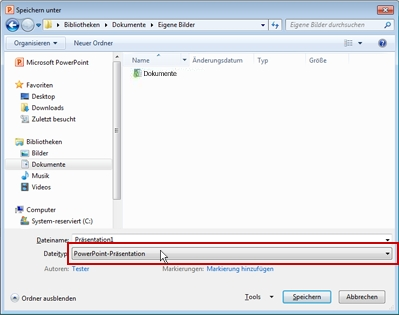 Speichern unter
Bibliotheken ▸ Dokumente ▸ Eigene Bilder
Eigene Bilder durchsuchen
Organisieren Neuer Ordner
Microsoft PowerPoint
Favoriten
Desktop
Downloads
Zuletzt besucht
Bibliotheken
Bilder
Dokumente
Musik
Videos
Computer
System-reserviert (C:)
Name Änderungsdatum Typ Größe
Dokumente
Dateiname: Präsentation1
Dateityp: PowerPoint-Präsentation
Autoren: Tester Markierungen: Markierung hinzufügen
Ordner ausblenden Tools Speichern Abbrechen